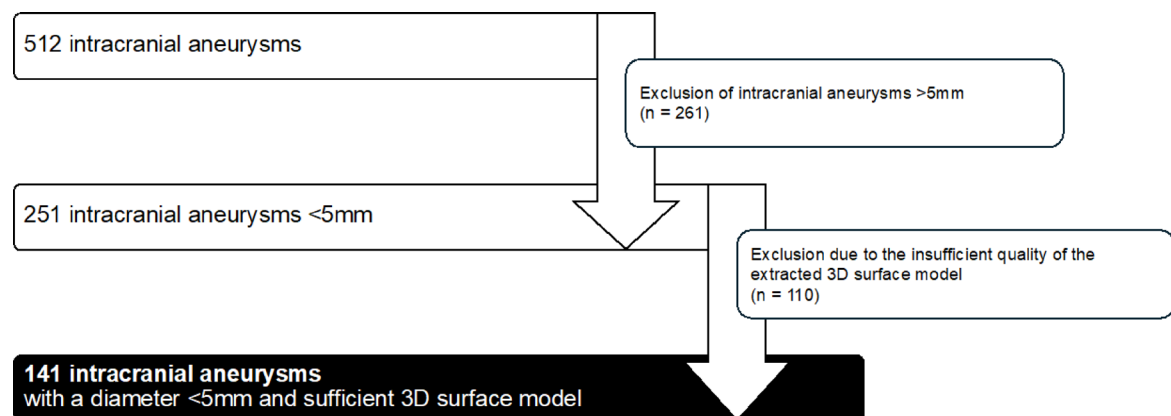 512 intracranial aneurysms
Exclusion of intracranial aneurysms >5mm
(n = 261)
251 intracranial aneurysms <5mm
Exclusion due to the insufficient quality of the
extracted 3D surface model
(n = 110)
141 intracranial aneurysms
with a diameter <5mm and sufficient 3D surface model